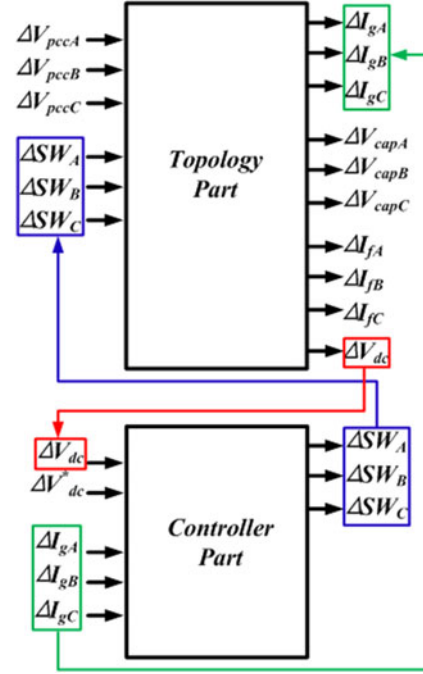 ΔV_pccA
ΔV_pccB
ΔV_pccC
ΔSW_A
ΔSW_B
ΔSW_C
Topology
Part
ΔI_gA
ΔI_gB
ΔI_gC
ΔV_capA
ΔV_capB
ΔV_capC
ΔI_fA
ΔI_fB
ΔI_fC
ΔV_dc
ΔV_dc
ΔV*_dc
ΔI_gA
ΔI_gB
ΔI_gC
Controller
Part
ΔSW_A
ΔSW_B
ΔSW_C